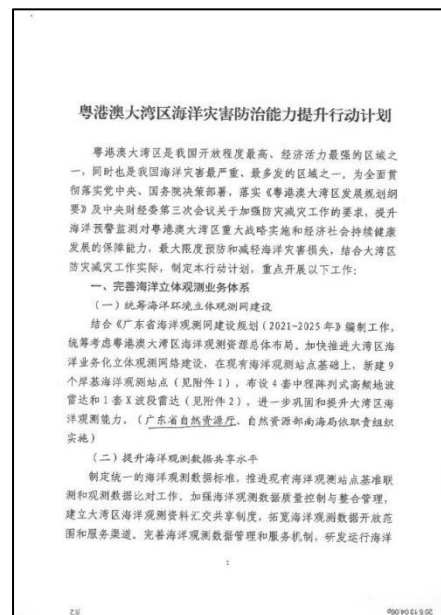 粤港澳大湾区海洋灾害防治能力提升行动计划
粤港澳大湾区是我国开放程度最高、经济活力最强的区域之
一，同时也是我国海洋灾害最严重、最多发的区域之一。为全面贯
彻落实党中央、国务院决策部署，落实《粤港澳大湾区发展规划纲
要》及中央财经委第三次会议关于加强防灾减灾工作的要求，提升
海洋预警监测对粤港澳大湾区重大战略实施和经济社会持续健康
发展的保障能力，最大限度预防和减轻海洋灾害损失，结合大湾区
防灾减灾工作实际，制定本行动计划，重点开展以下工作：
一、完善海洋立体观测业务体系
（一）统筹海洋环境立体观测网建设
结合《广东省海洋观测网建设规划（2021-2025年）》编制工作，
统筹考虑粤港澳大湾区海洋观测资源总体布局。加快推进大湾区海
洋业务化立体观测网络建设，在现有海洋观测站点基础上，新建9
个岸基海洋观测站点（见附件1），布设4套中程阵列式高频地波
雷达和1套X波段雷达（见附件2），进一步巩固和提升大湾区海
洋观测能力。（广东省自然资源厅、自然资源部南海局依职责组织
实施）
（二）提升海洋观测数据共享水平
制定统一的海洋观测数据标准，推进现有海洋观测站点基准联
测和观测数据比对工作。加强海洋观测数据质量控制与整合管理，
建立大湾区海洋观测资料汇交共享制度，拓宽海洋观测数据开放范
围和服务渠道。完善海洋观测数据管理和服务机制，研发运行海洋
1